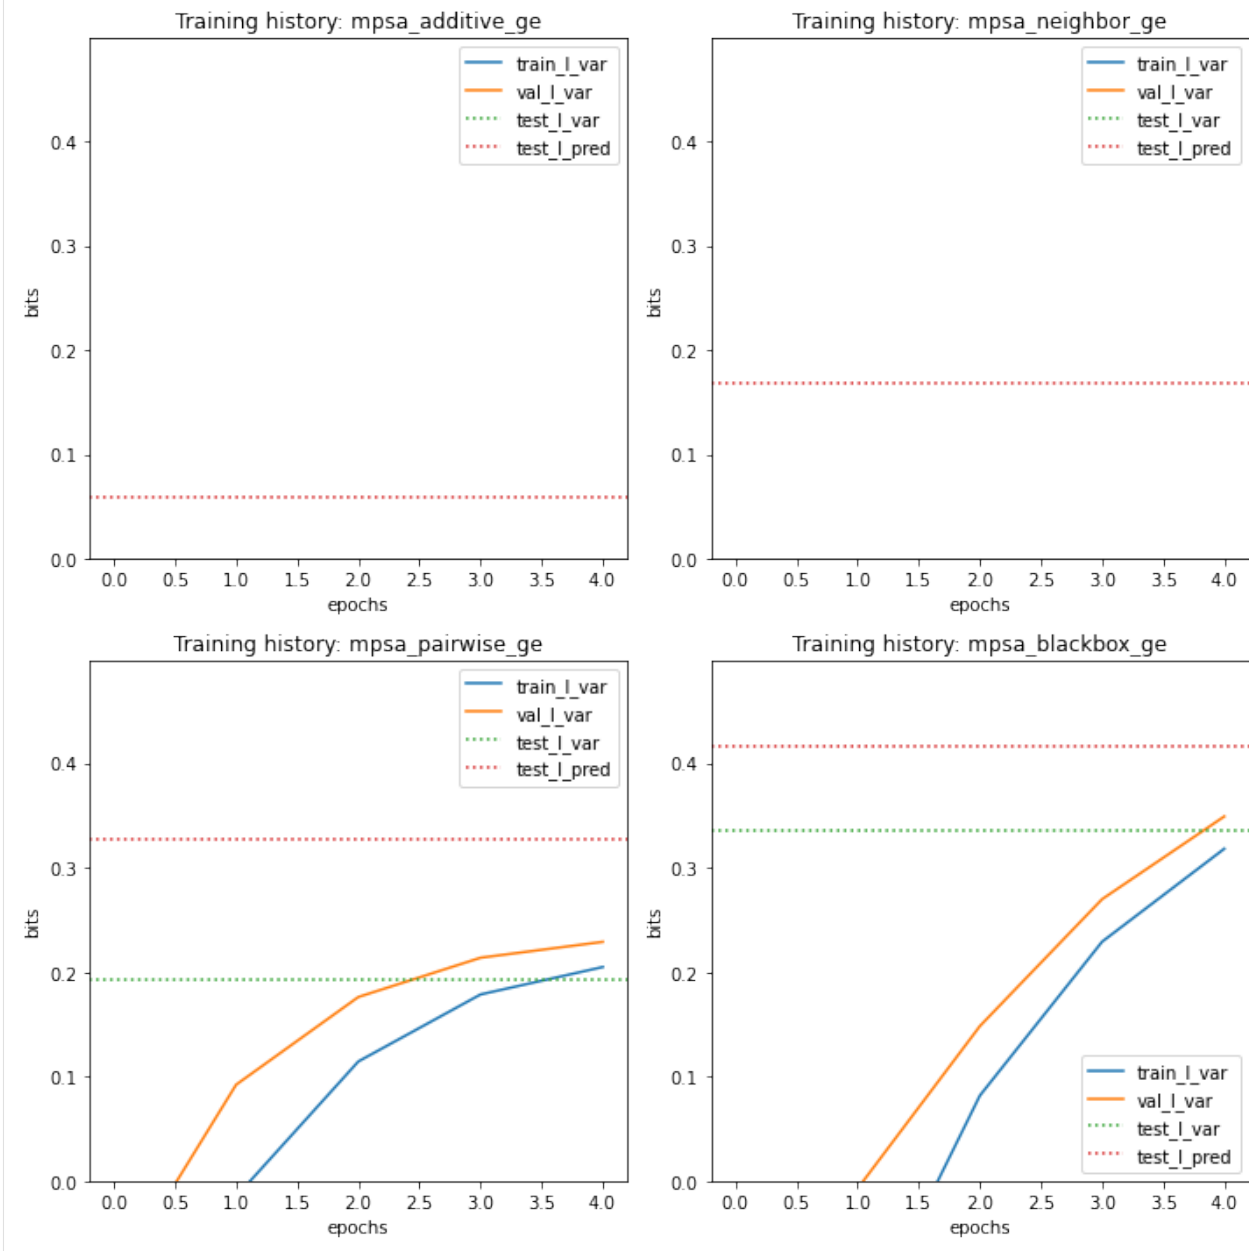 Training history: mpsa_additive_ge
train_I_var
val_I_var
test_I_var
test_I_pred
0.4
0.3
0.2
0.1
0.0
bits
0.0 0.5 1.0 1.5 2.0 2.5 3.0 3.5 4.0
epochs
Training history: mpsa_neighbor_ge
train_I_var
val_I_var
test_I_var
test_I_pred
0.4
0.3
0.2
0.1
0.0
bits
0.0 0.5 1.0 1.5 2.0 2.5 3.0 3.5 4.0
epochs
Training history: mpsa_pairwise_ge
train_I_var
val_I_var
test_I_var
test_I_pred
0.4
0.3
0.2
0.1
0.0
bits
0.0 0.5 1.0 1.5 2.0 2.5 3.0 3.5 4.0
epochs
Training history: mpsa_blackbox_ge
0.4
0.3
0.2
0.1
0.0
bits
train_I_var
val_I_var
test_I_var
test_I_pred
0.0 0.5 1.0 1.5 2.0 2.5 3.0 3.5 4.0
epochs